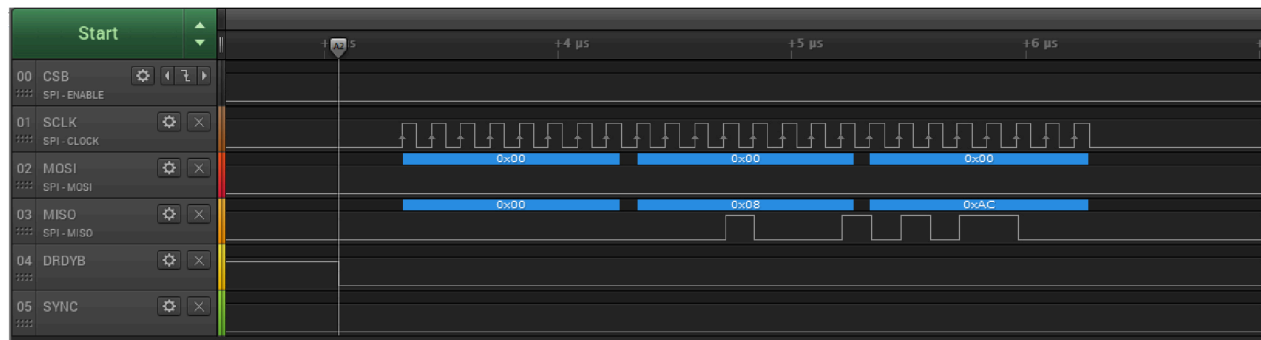 Start
+ A2 s +4 µs +5 µs +6 µs +
00 CSB
SPI - ENABLE
01 SCLK
SPI - CLOCK
0x00 0x00 0x00
02 MOSI
SPI - MOSI
0x00 0x08 0xAC
03 MISO
SPI - MISO
04 DRDYB
05 SYNC